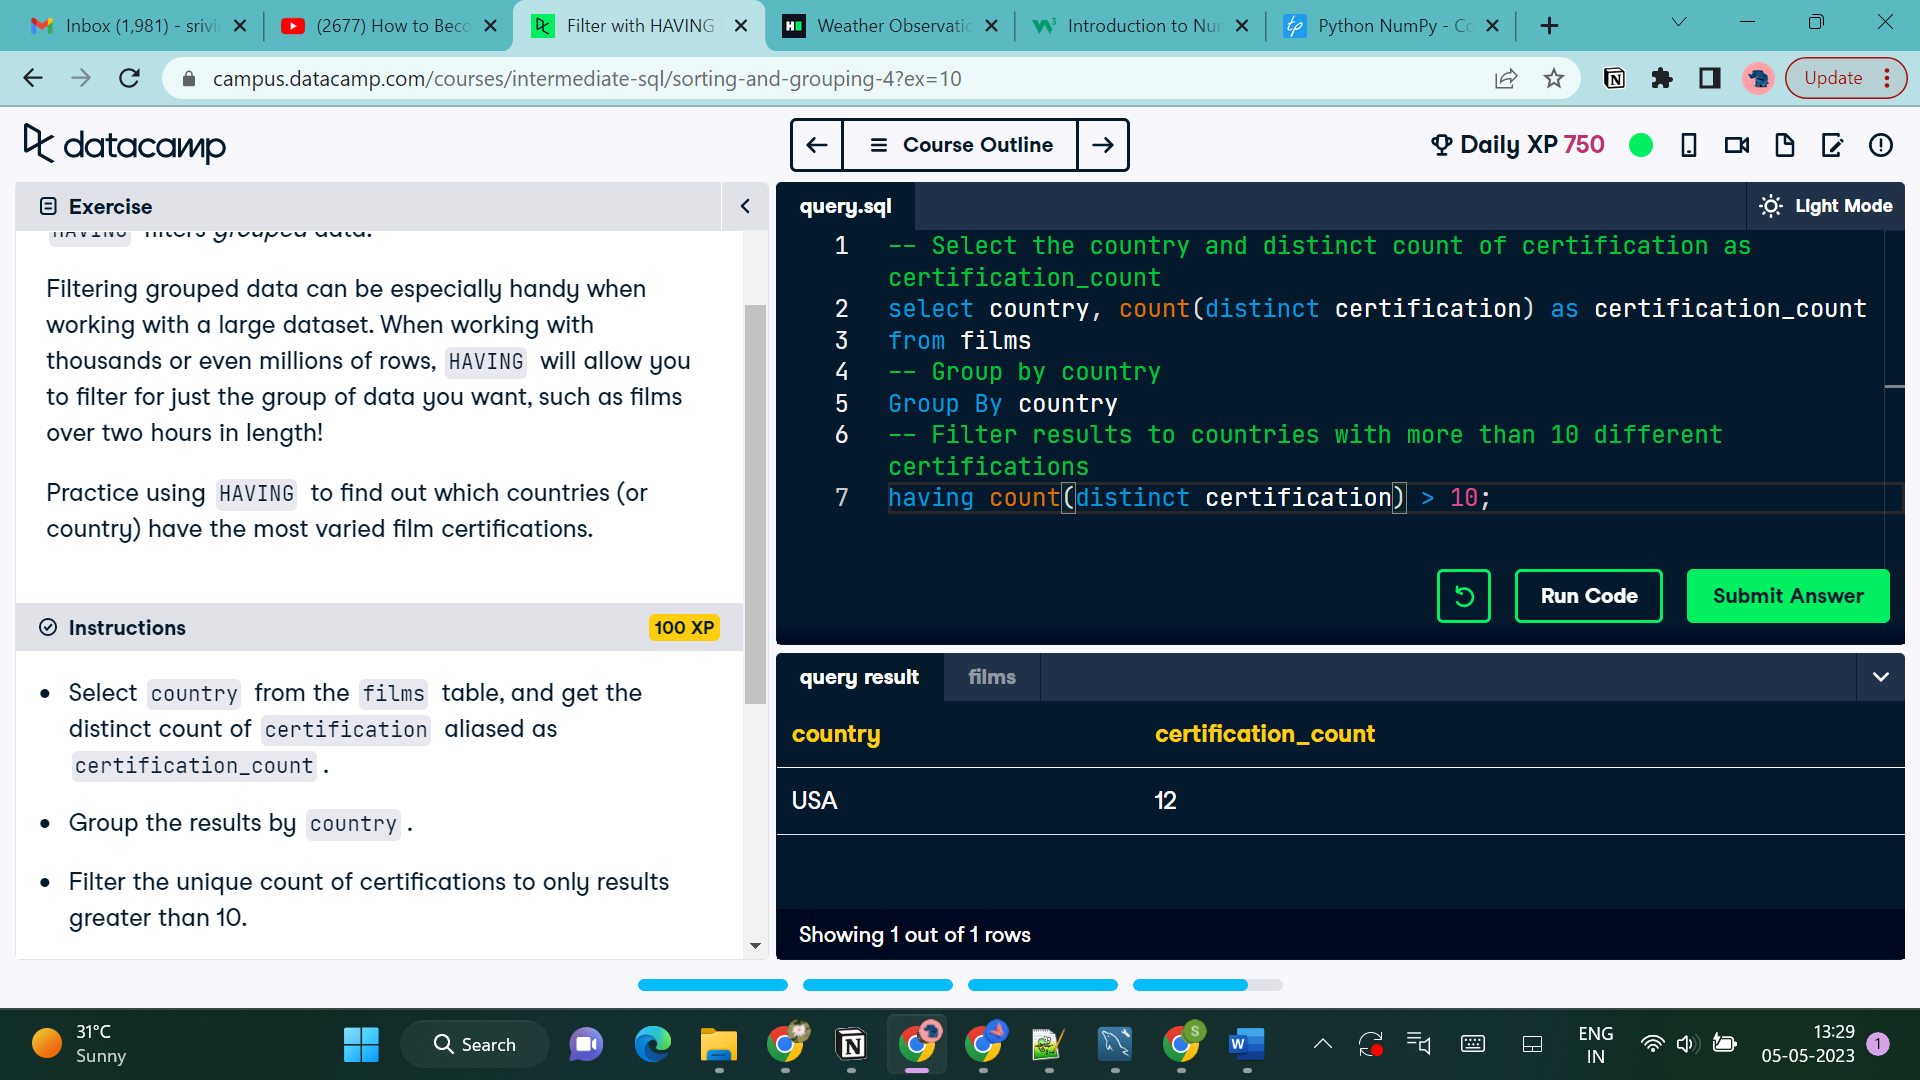 Inbox (1,981) - srivi
(2677) How to Beco
Filter with HAVING
Weather Observatio
Introduction to Nur
Python NumPy - Co
campus.datacamp.com/courses/intermediate-sql/sorting-and-grouping-4?ex=10
Update
datacamp
Course Outline
Daily XP 750
Exercise
HAVING filters grouped data.
Filtering grouped data can be especially handy when
working with a large dataset. When working with
thousands or even millions of rows, HAVING will allow you
to filter for just the group of data you want, such as films
over two hours in length!
Practice using HAVING to find out which countries (or
country) have the most varied film certifications.
Instructions
100 XP
• Select country from the films table, and get the
distinct count of certification aliased as
certification_count .
• Group the results by country .
• Filter the unique count of certifications to only results
greater than 10.
query.sql
Light Mode
1 -- Select the country and distinct count of certification as
certification_count
2 select country, count(distinct certification) as certification_count
3 from films
4 -- Group by country
5 Group By country
6 -- Filter results to countries with more than 10 different
certifications
7 having count(distinct certification) > 10;
Run Code
Submit Answer
query result
films
country certification_count
USA 12
Showing 1 out of 1 rows
31°C
Sunny
Search
S
W
ENG
IN
13:29
05-05-2023
1